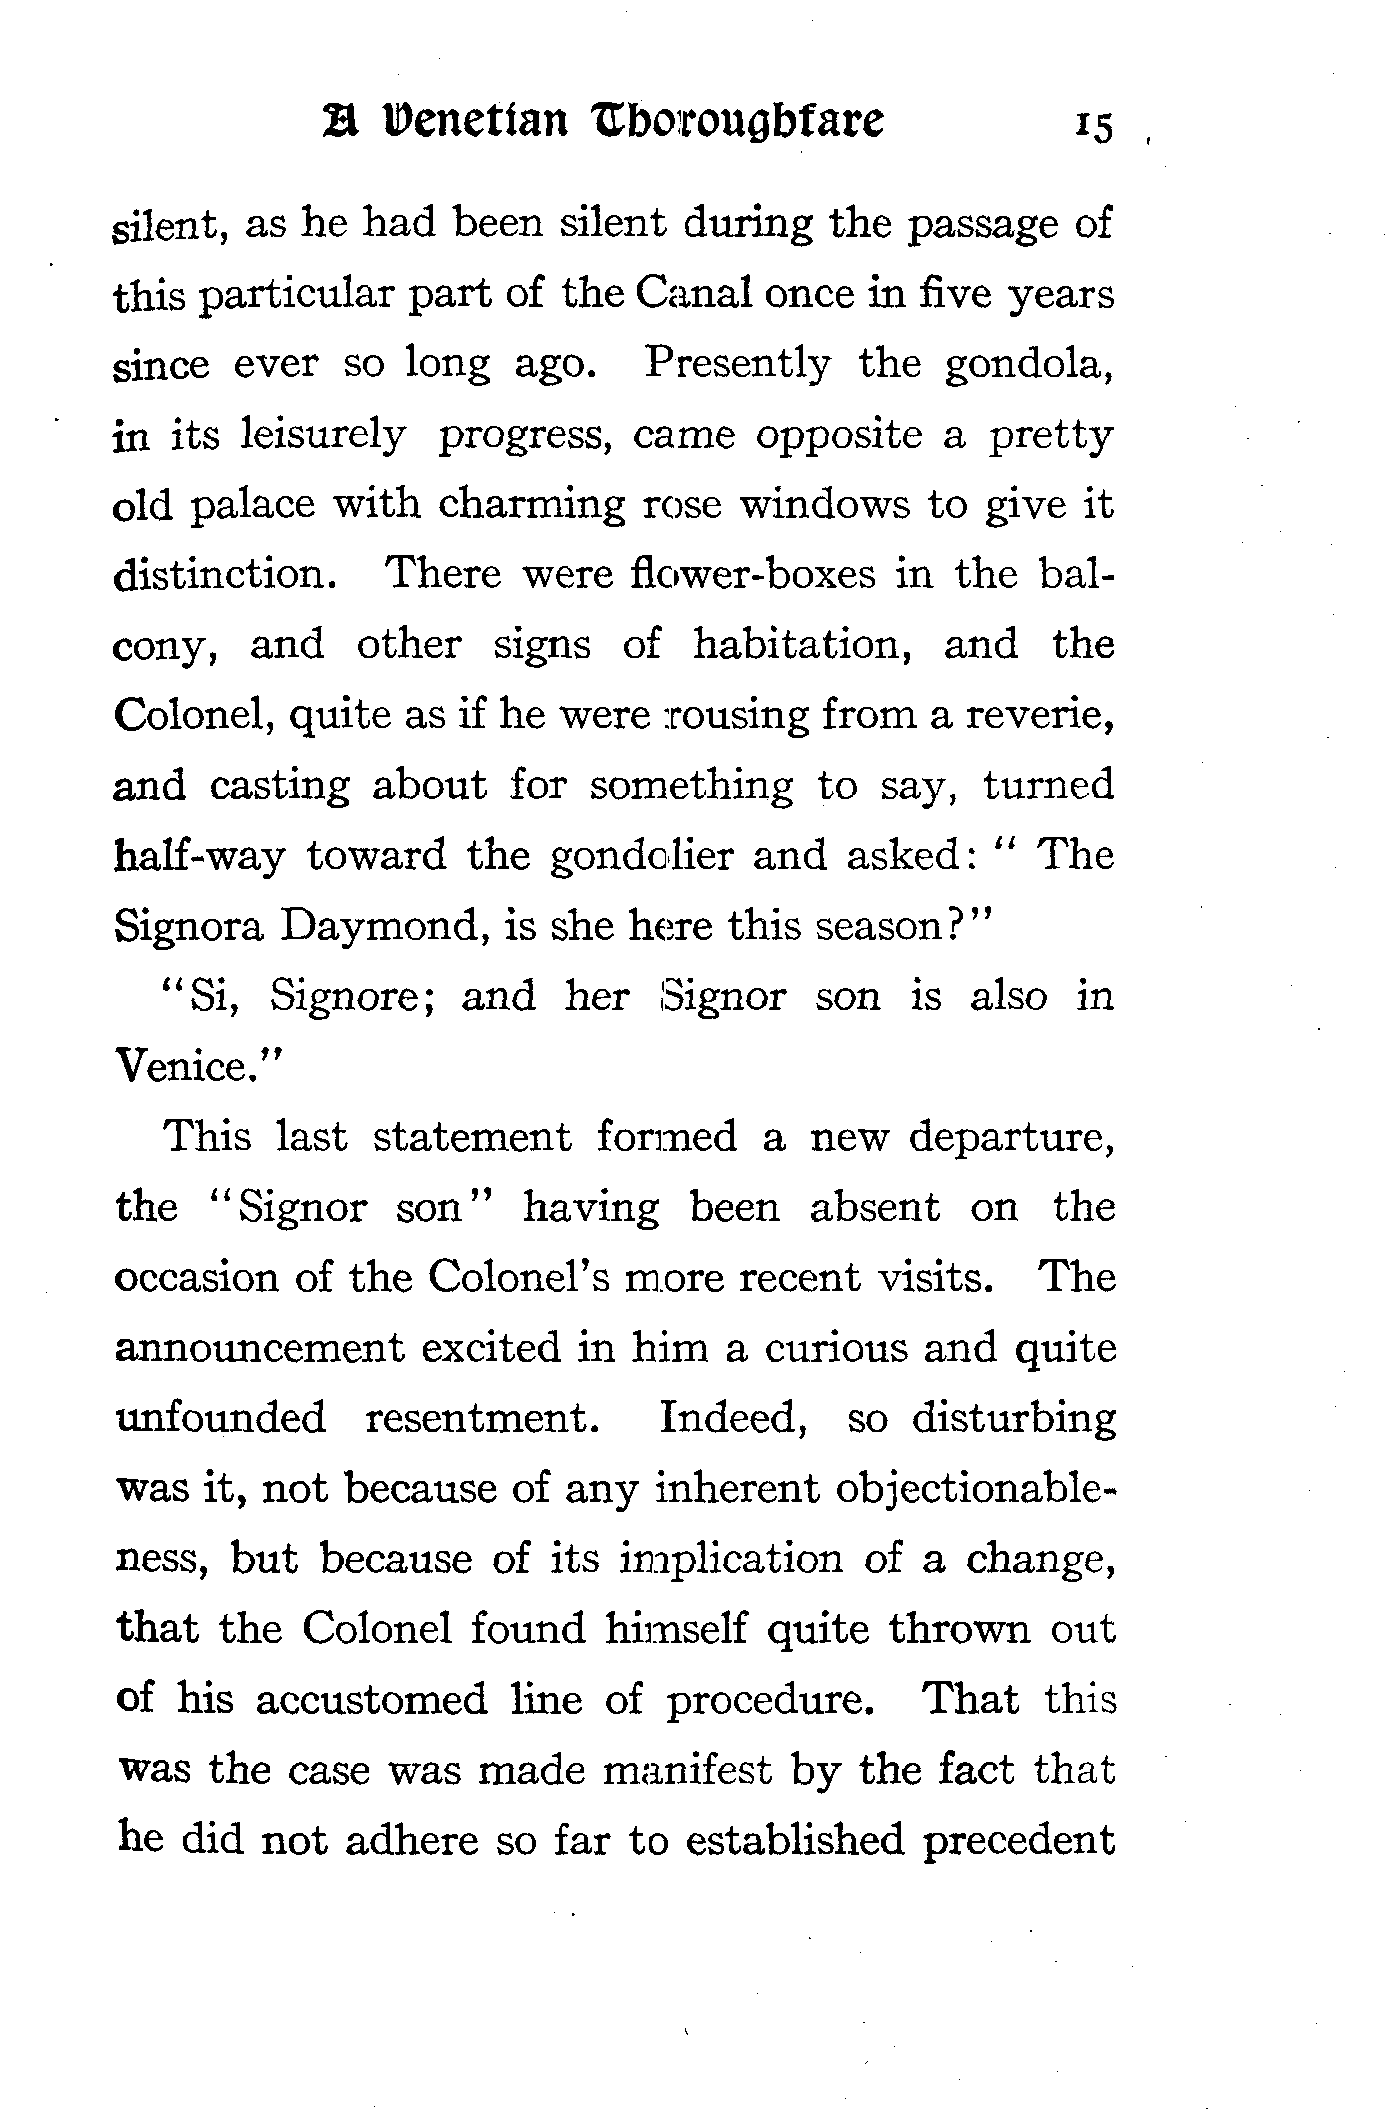 A Venetian Thoroughfare 15
silent, as he had been silent during the passage of
this particular part of the Canal once in five years
since ever so long ago. Presently the gondola,
in its leisurely progress, came opposite a pretty
old palace with charming rose windows to give it
distinction. There were flower-boxes in the bal-
cony, and other signs of habitation, and the
Colonel, quite as if he were rousing from a reverie,
and casting about for something to say, turned
half-way toward the gondolier and asked: "The
Signora Daymond, is she here this season?"
"Si, Signore; and her Signor son is also in
Venice."
This last statement formed a new departure,
the "Signor son" having been absent on the
occasion of the Colonel's more recent visits. The
announcement excited in him a curious and quite
unfounded resentment. Indeed, so disturbing
was it, not because of any inherent objectionable-
ness, but because of its implication of a change,
that the Colonel found himself quite thrown out
of his accustomed line of procedure. That this
was the case was made manifest by the fact that
he did not adhere so far to established precedent